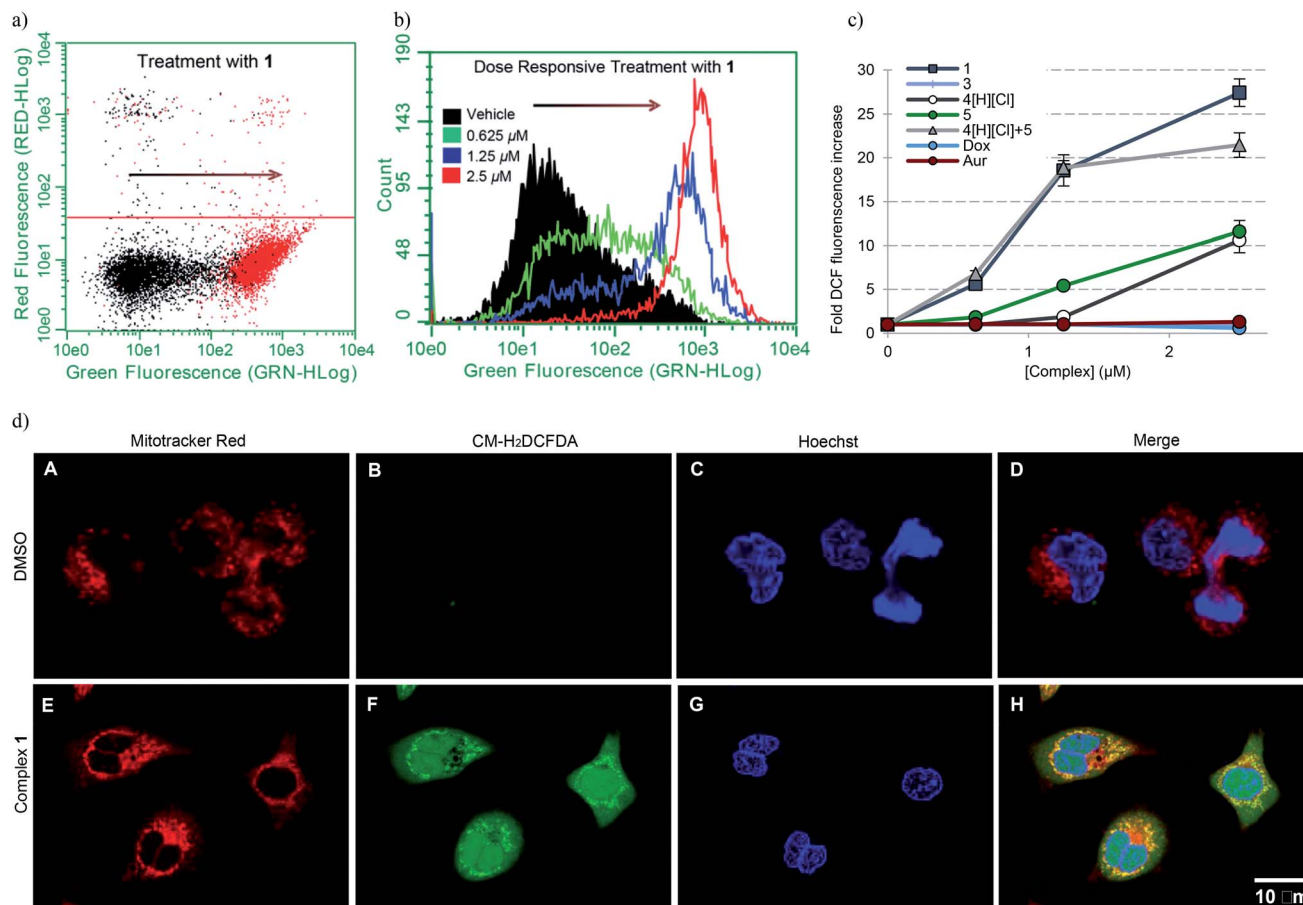 a)
Red Fluorescence (RED-HLog)
10e4
10e3
10e2
10e1
10e0
Treatment with 1
10e0 10e1 10e2 10e3 10e4
Green Fluorescence (GRN-HLog)
b)
Count
190
143
95
48
0
Dose Responsive Treatment with 1
Vehicle
0.625 µM
1.25 µM
2.5 µM
10e0 10e1 10e2 10e3 10e4
Green Fluorescence (GRN-HLog)
c)
Fold DCF fluorenscence increase
30
25
20
15
10
5
0
1
3
4[H][Cl]
5
4[H][Cl]+5
Dox
Aur
0 1 2
[Complex] (µM)
d)
Mitotracker Red CM-H₂DCFDA Hoechst Merge
DMSO
A B C D
Complex 1
E F G H
10 □m